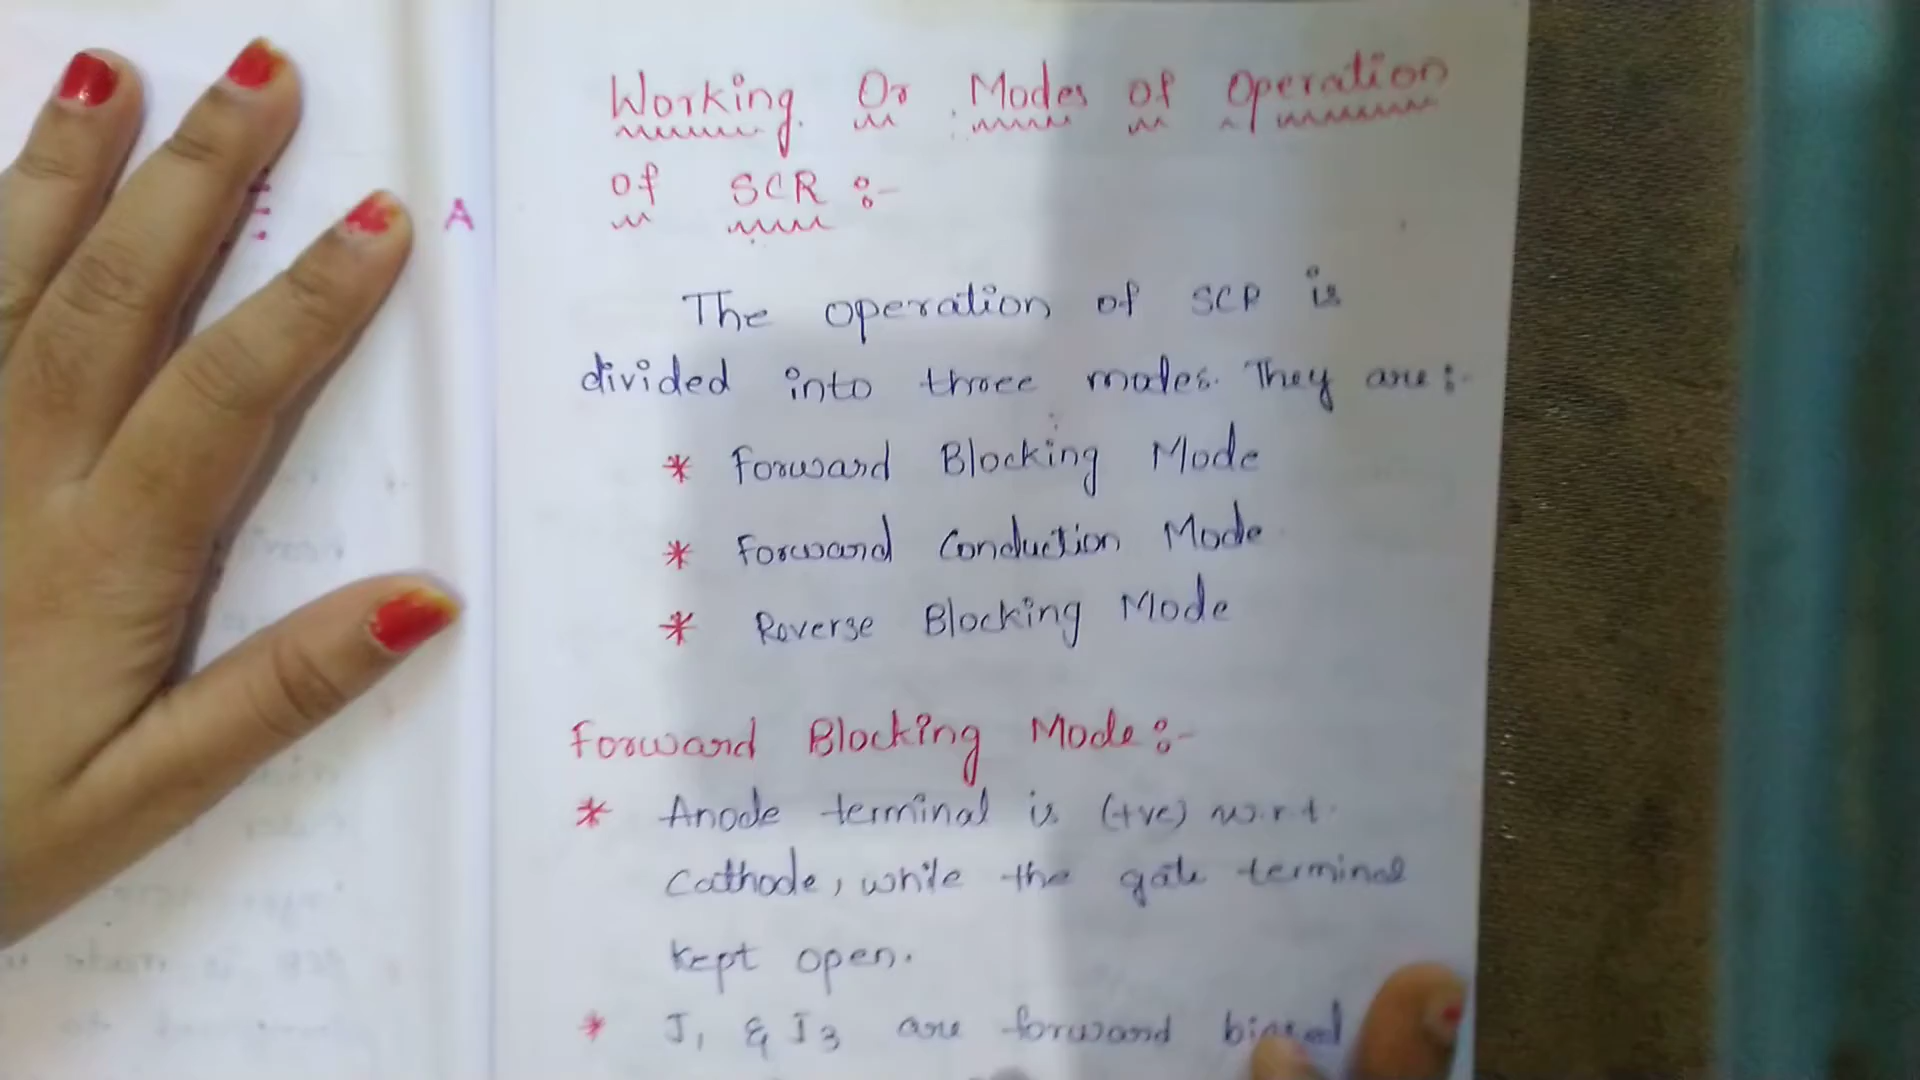 Working Or Modes of Operation
of SCR :-
A
The operation of SCR is
divided into three modes. They are :-
* Forward Blocking Mode
* Forward Conduction Mode
* Reverse Blocking Mode
Forward Blocking Mode :-
* Anode terminal is (+ve) w.r.t.
Cathode, while the gate terminal
kept open.
* J1 & J3 are forward biased